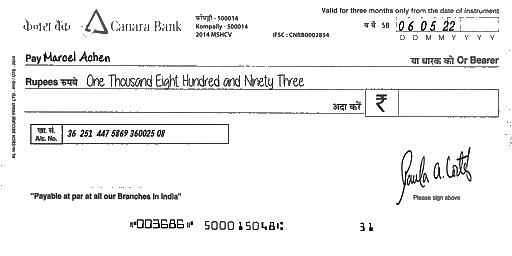 केनरा बैंक Canara Bank
कोंपल्ली - 500014
Kompally - 500014
2014 MSHCV
IFSC : CNRB0002854
Valid for three months only from the date of instrument
SB 06 05 22
D D M M Y Y Y Y
Pay Marcel Achen या धारक को Or Bearer
Rupees रुपये One Thousand Eight Hundred and Ninety Three
अदा करें ₹
खा. सं.
A/c. No. 36 251 447 5869 360025 08
Paula A. Cortez
Please sign above
"Payable at par at all our Branches in India"
⑈003686⑈ 500015048⑆ 31